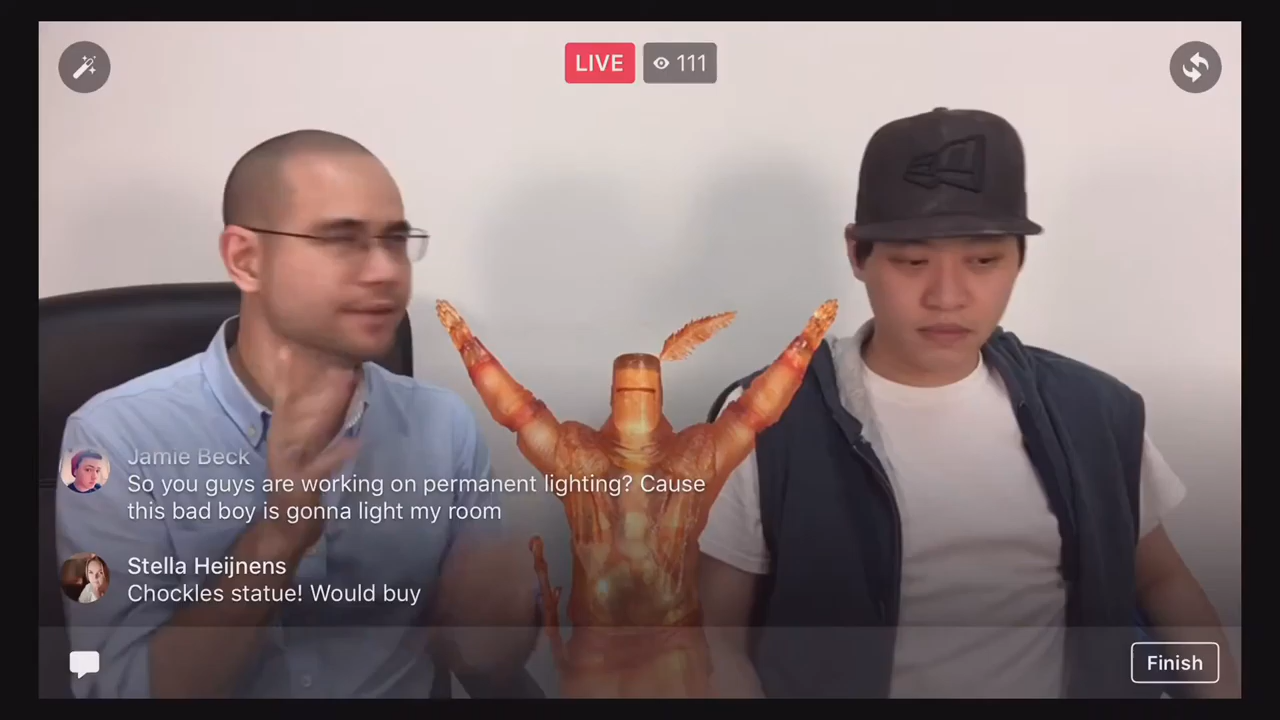 LIVE
111
Jamie Beck
So you guys are working on permanent lighting? Cause
this bad boy is gonna light my room
Stella Heijnens
Chockles statue! Would buy
Finish